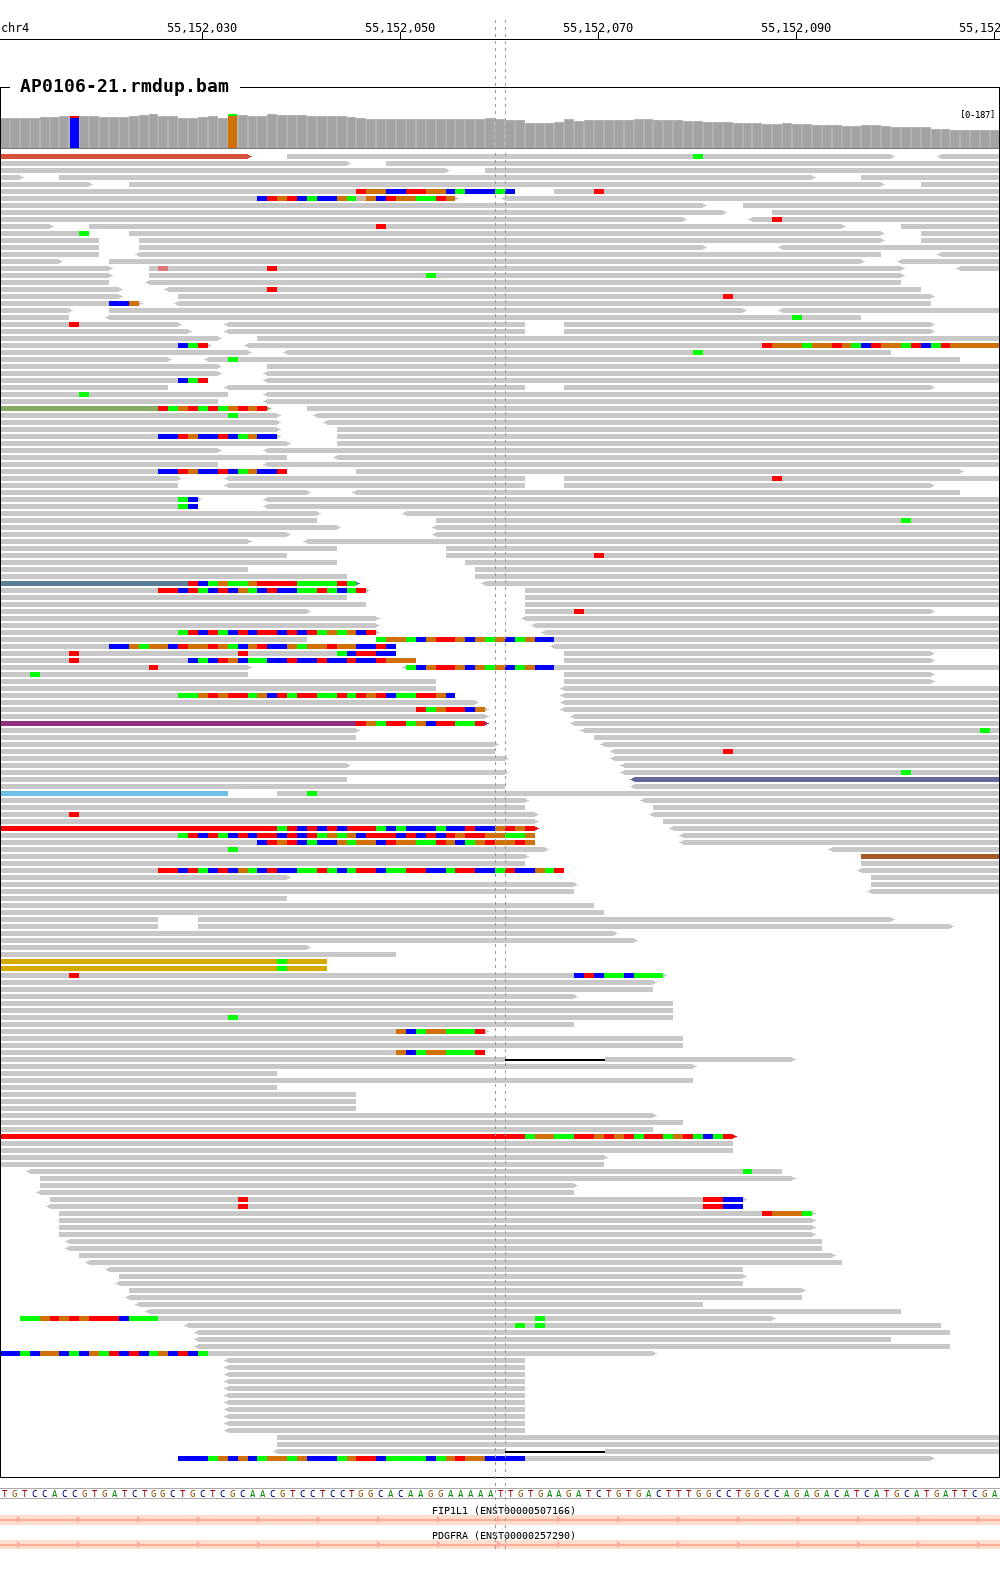 chr4 55,152,030 55,152,050 55,152,070 55,152,090 55,152
AP0106-21.rmdup.bam
[0-187]
TGTCCACCGTGATCTGGCTGCTCGCAACGTCCTCCTGGCACAAGGAAAAATTGTGAAGATCTGTGACTTTGGCCTGGCCAGAGACATCATGCATGATTCGA
FIP1L1 (ENST00000507166)
PDGFRA (ENST00000257290)